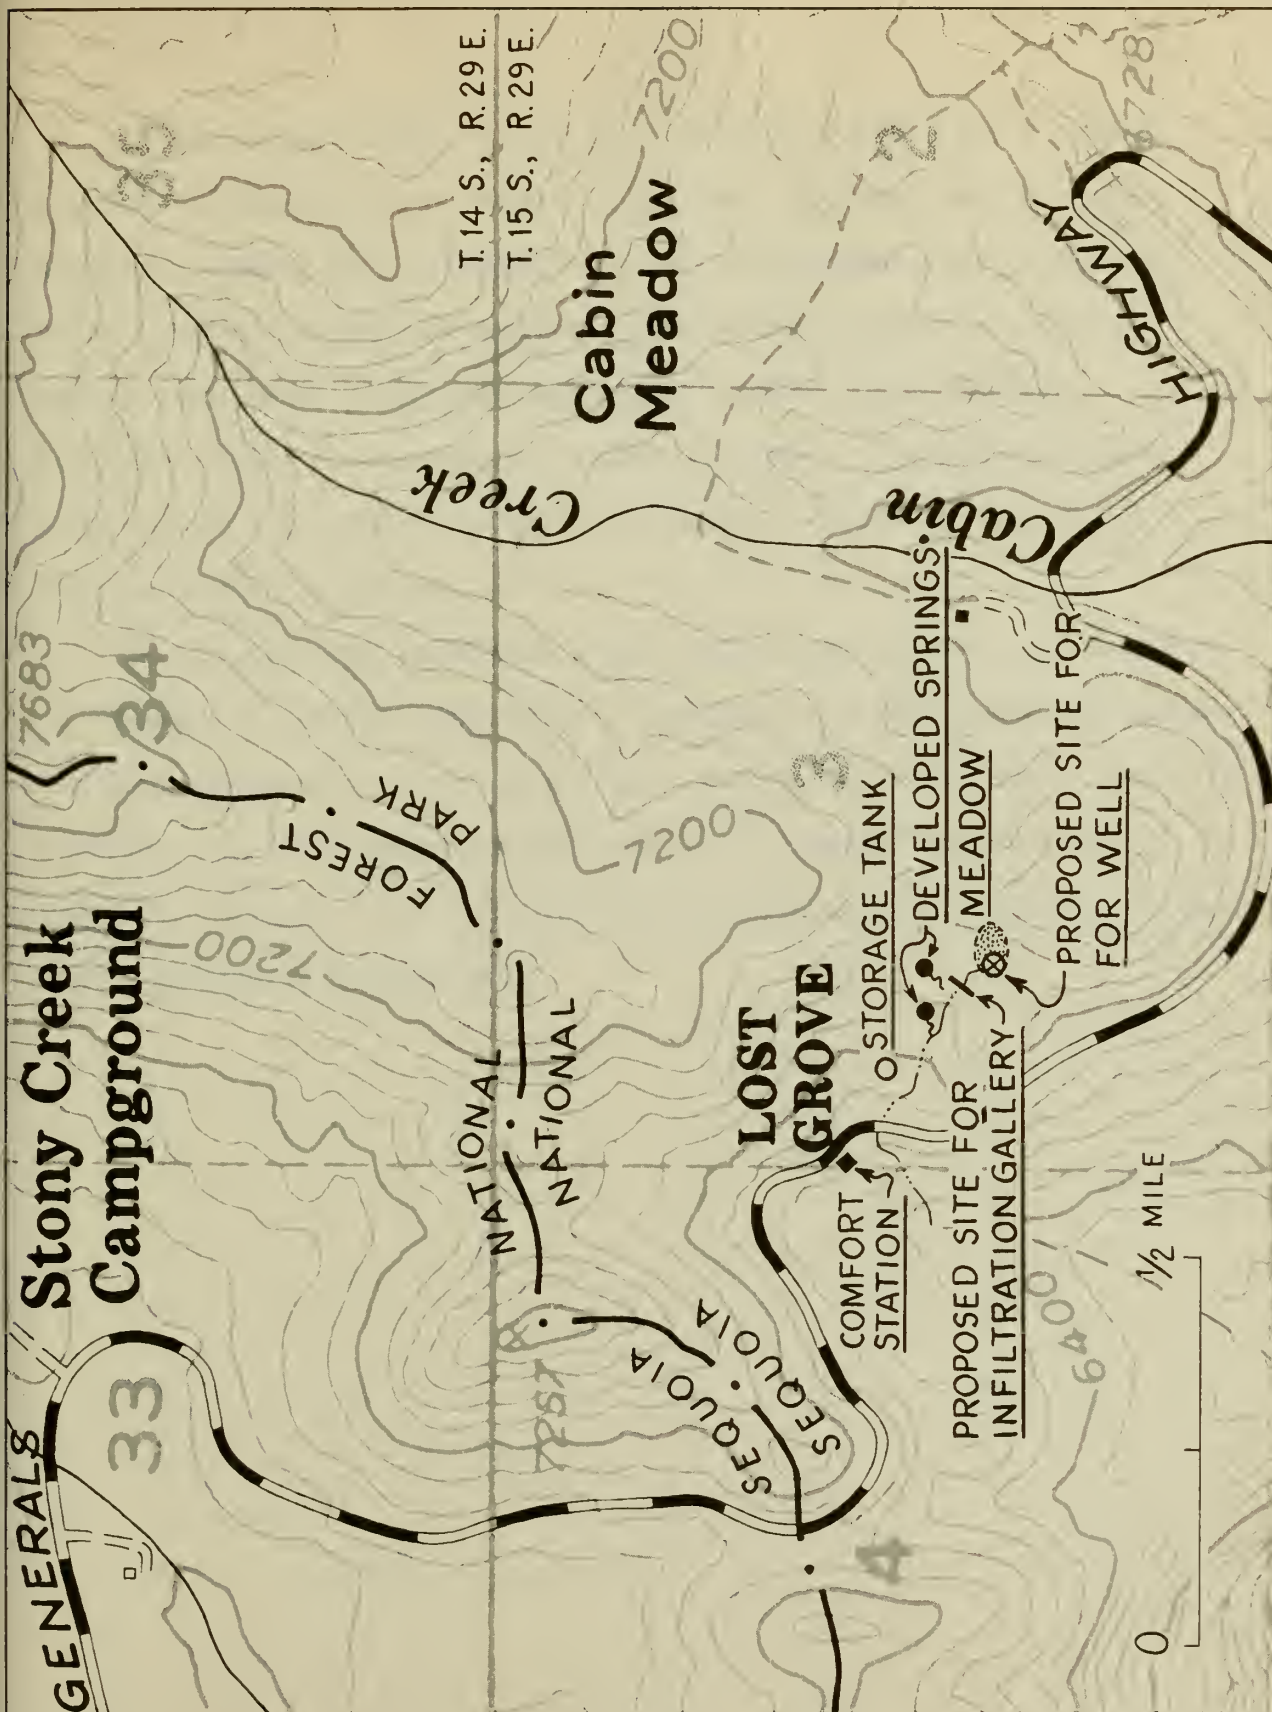 GENERALS
33
Stony Creek
Campground
7683
34
35
7200
FOREST
PARK
NATIONAL
NATIONAL
T. 14 S., R. 29 E.
T. 15 S., R. 29 E.
Creek
Cabin
Meadow
7200
SEQUOIA
SEQUOIA
7200
LOST
GROVE
3
4
2
COMFORT
STATION
STORAGE TANK
DEVELOPED SPRINGS
MEADOW
Cabin
PROPOSED SITE FOR
INFILTRATION GALLERY
PROPOSED SITE FOR
FOR WELL
HIGHWAY
6400
0
1/2 MILE